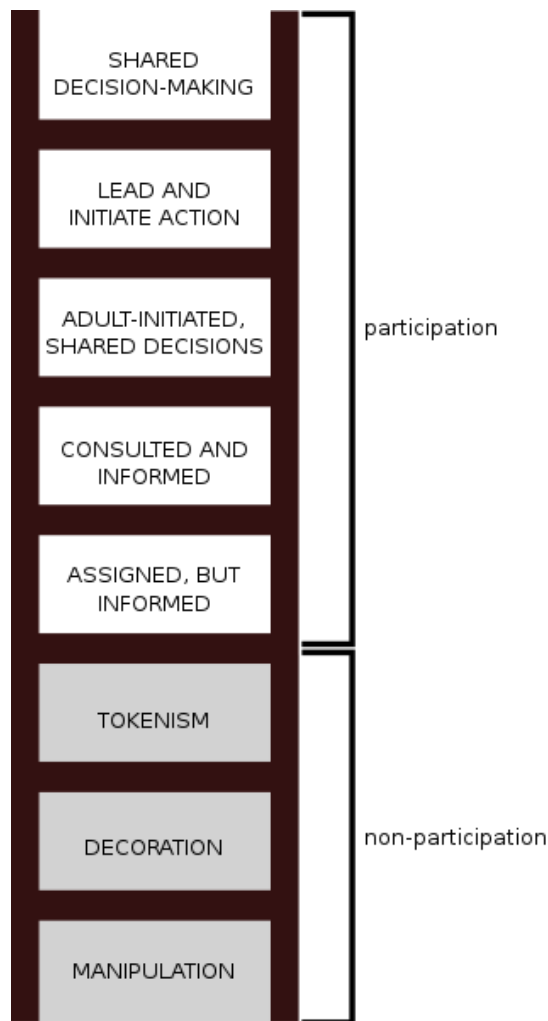 SHARED
DECISION-MAKING
LEAD AND
INITIATE ACTION
ADULT-INITIATED,
SHARED DECISIONS
participation
CONSULTED AND
INFORMED
ASSIGNED, BUT
INFORMED
TOKENISM
DECORATION
non-participation
MANIPULATION